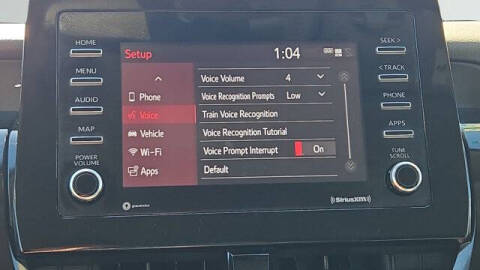 HOME
MENU
AUDIO
MAP
POWER
VOLUME
Setup
1:04
Phone
Voice
Vehicle
Wi-Fi
Apps
Voice Volume 4
Voice Recognition Prompts Low
Train Voice Recognition
Voice Recognition Tutorial
Voice Prompt Interrupt On
Default
SEEK >
< TRACK
PHONE
APPS
TUNE
SCROLL
gracenote
SiriusXM